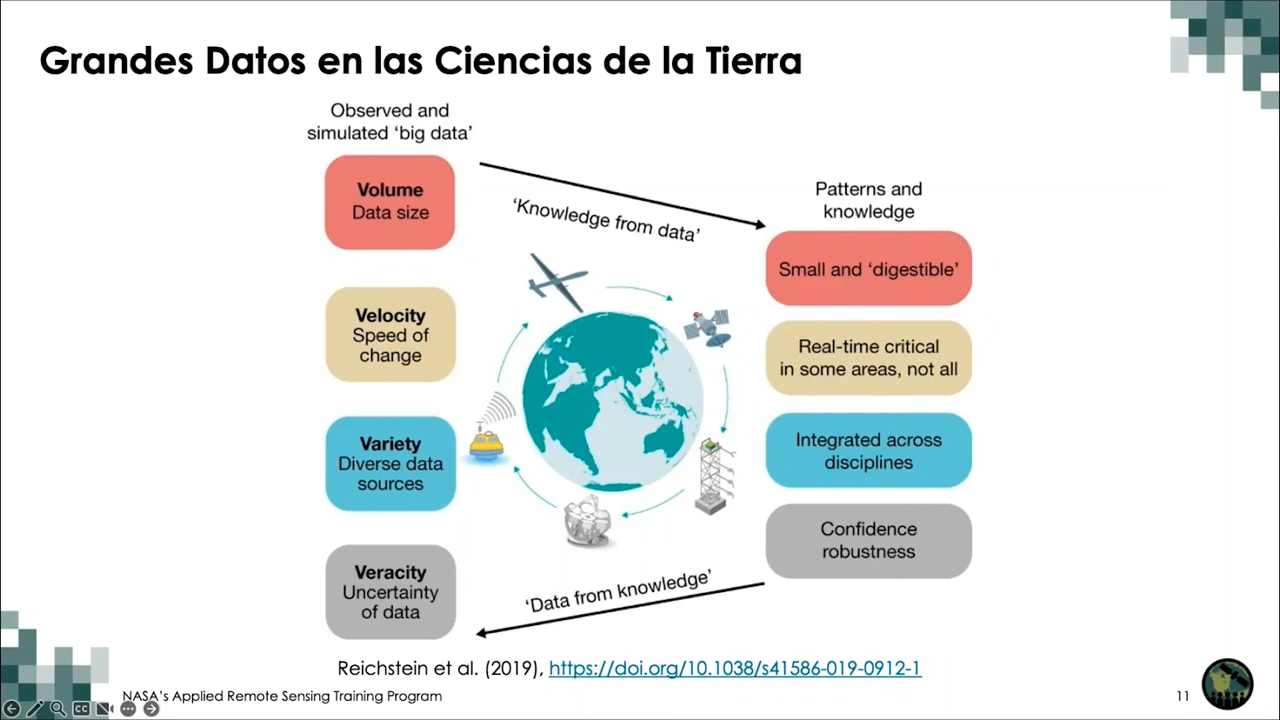 Grandes Datos en las Ciencias de la Tierra
Observed and
simulated ‘big data’
Volume
Data size
Velocity
Speed of
change
Variety
Diverse data
sources
Veracity
Uncertainty
of data
‘Knowledge from data’
‘Data from knowledge’
Patterns and
knowledge
Small and ‘digestible’
Real-time critical
in some areas, not all
Integrated across
disciplines
Confidence
robustness
Reichstein et al. (2019), https://doi.org/10.1038/s41586-019-0912-1
NASA’s Applied Remote Sensing Training Program
11
CC